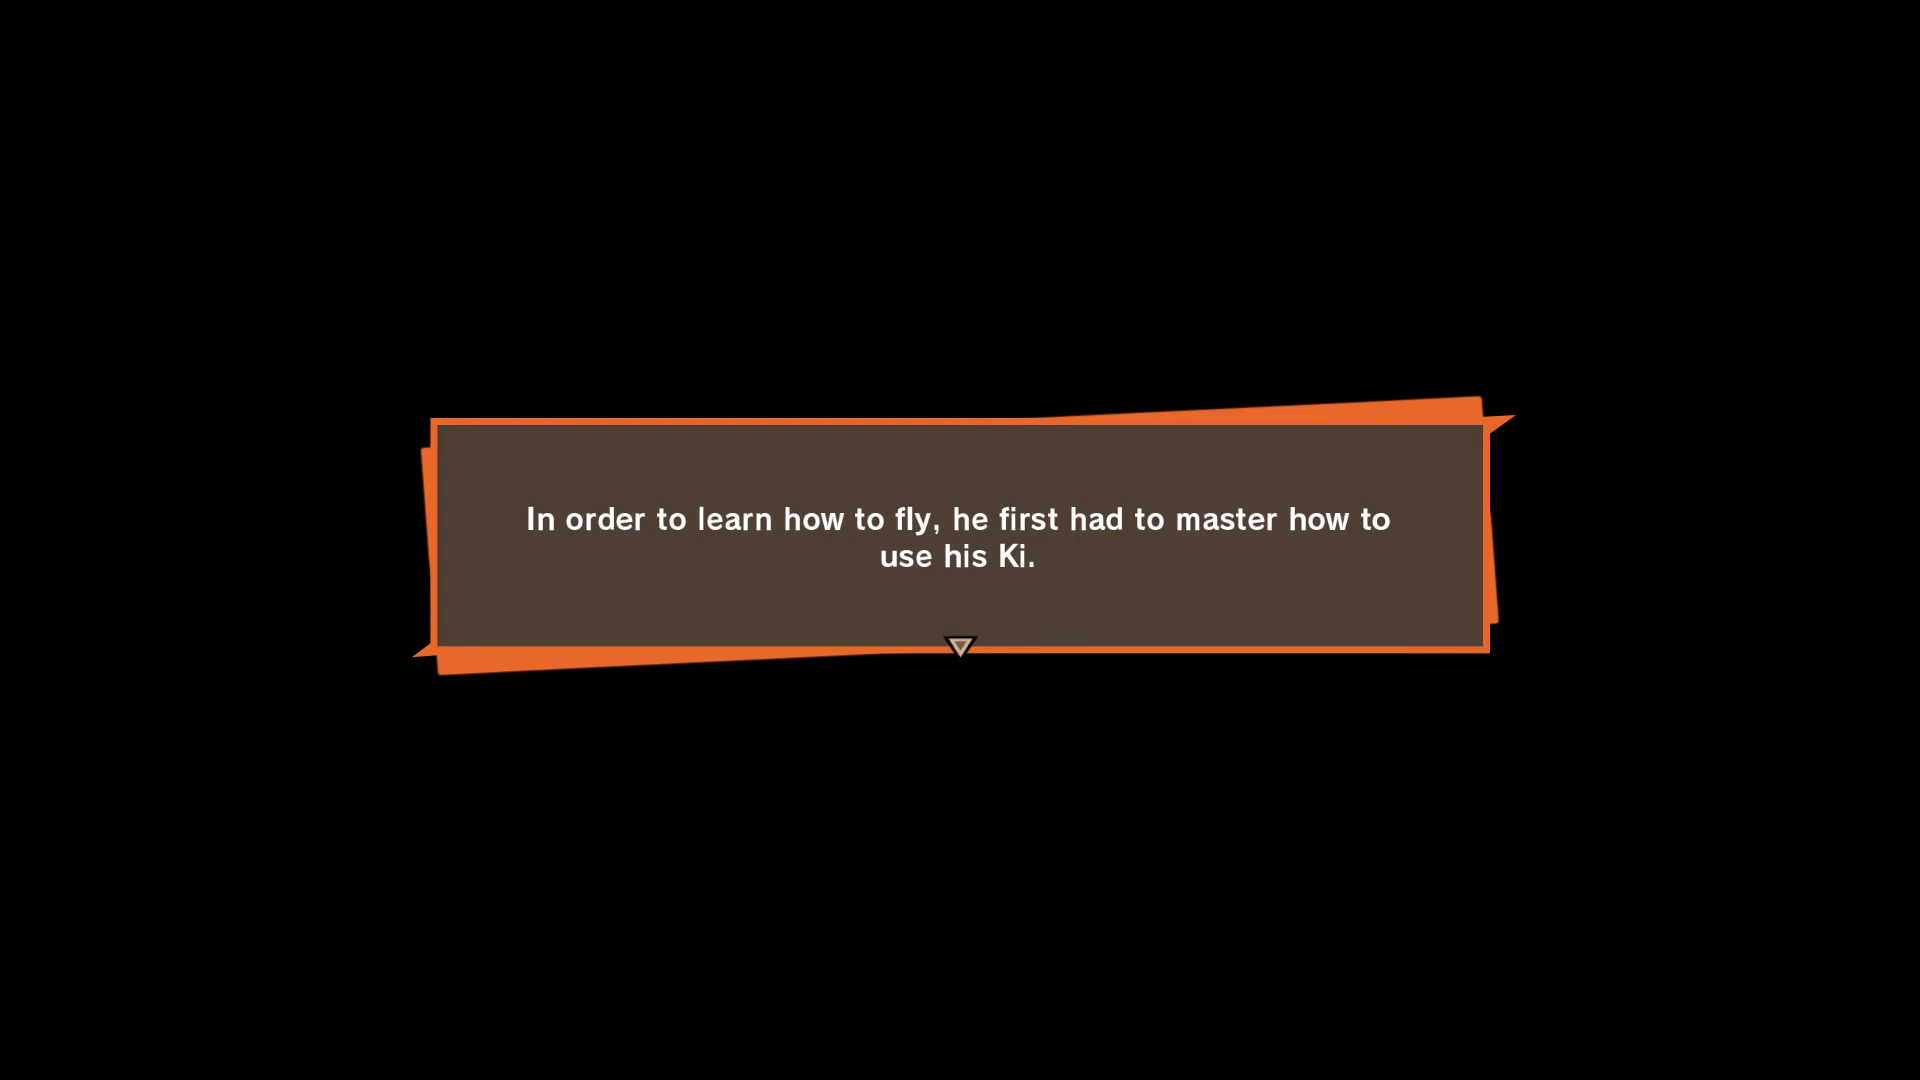 In order to learn how to fly, he first had to master how to
use his Ki.